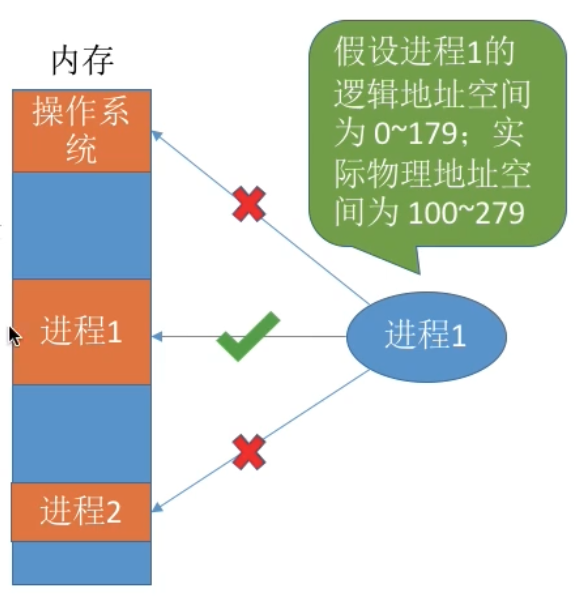 内存
操作系
统
进程1
进程2
假设进程1的
逻辑地址空间
为 0~179；实
际物理地址空
间为 100~279
进程1